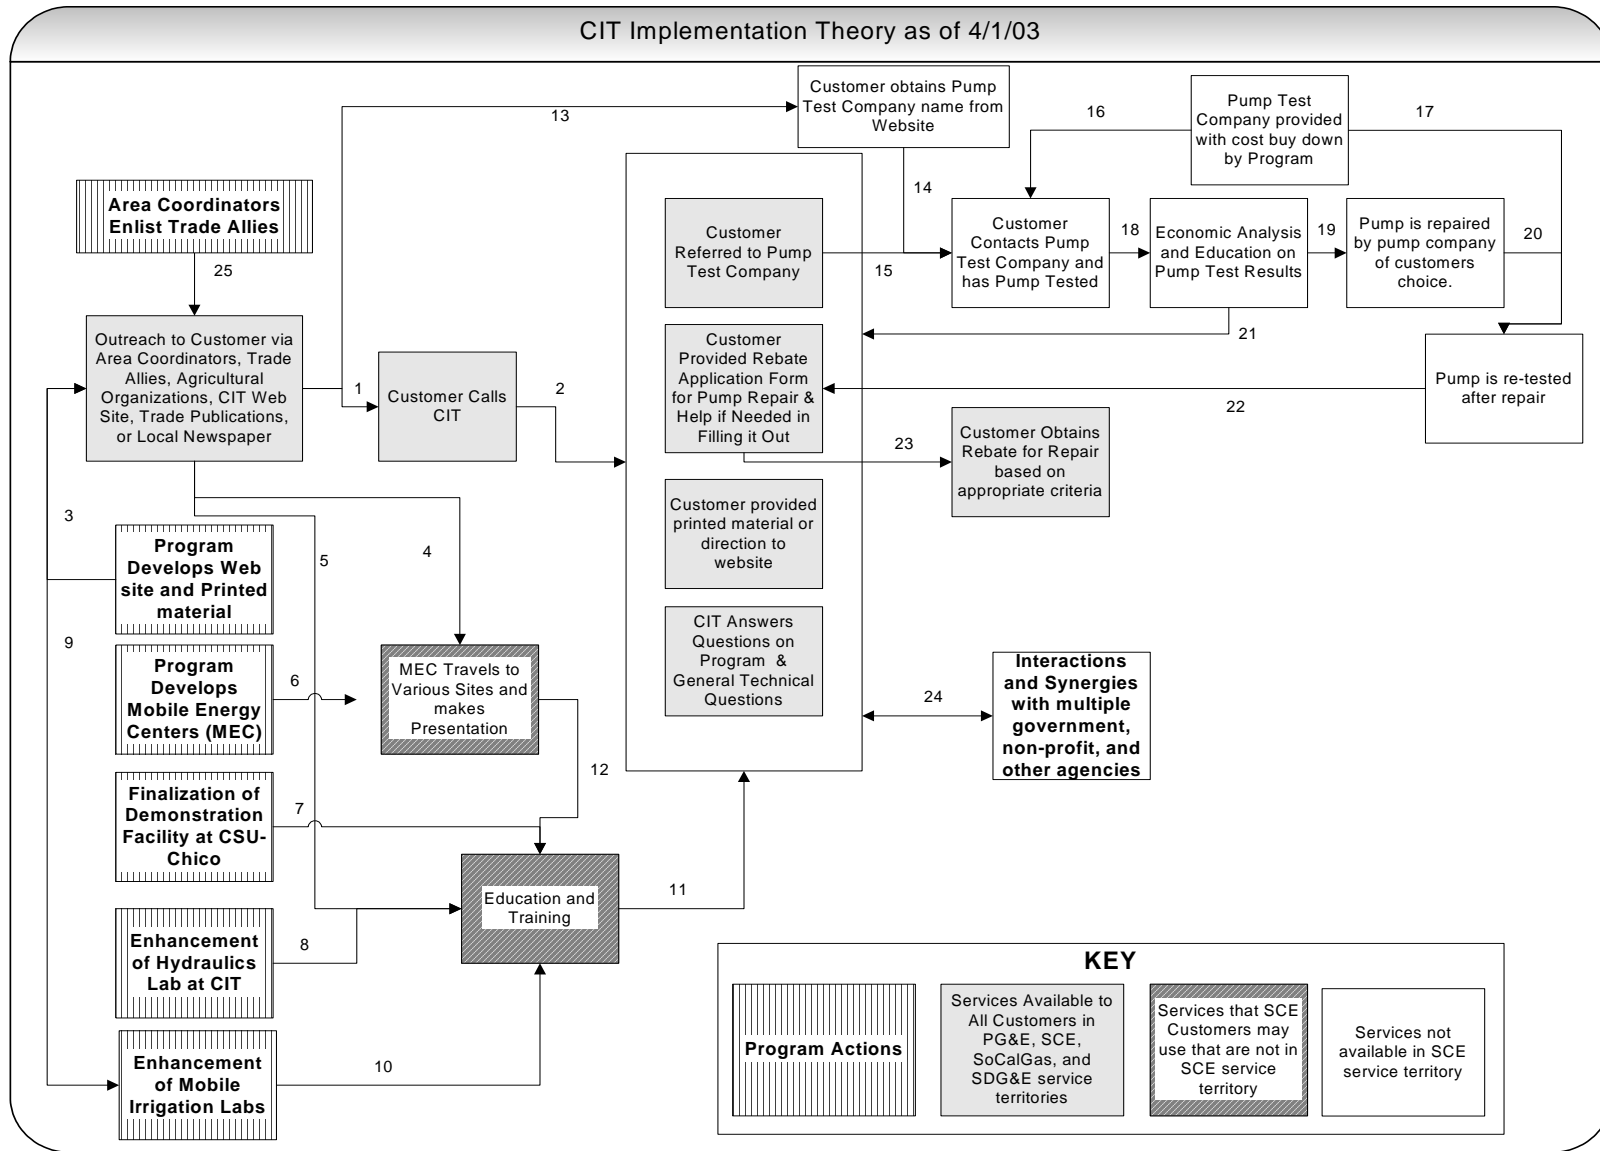 CIT Implementation Theory as of 4/1/03
Customer obtains Pump
Test Company name from
Website
13
Pump Test
Company provided
with cost buy down
by Program
16
17
14
Area Coordinators
Enlist Trade Allies
25
Customer
Referred to Pump
Test Company
15
Customer
Contacts Pump
Test Company and
has Pump Tested
18
Economic Analysis
and Education on
Pump Test Results
19
Pump is repaired
by pump company
of customers
choice.
20
21
Outreach to Customer via
Area Coordinators, Trade
Allies, Agricultural
Organizations, CIT Web
Site, Trade Publications,
or Local Newspaper
1
Customer Calls
CIT
2
Customer
Provided Rebate
Application Form
for Pump Repair &
Help if Needed in
Filling it Out
Pump is re-tested
after repair
22
23
Customer Obtains
Rebate for Repair
based on
appropriate criteria
3
5
4
Customer provided
printed material or
direction to
website
Program
Develops Web
site and Printed
material
9
CIT Answers
Questions on
Program &
General Technical
Questions
Program
Develops
Mobile Energy
Centers (MEC)
6
MEC Travels to
Various Sites and
makes
Presentation
24
Interactions
and Synergies
with multiple
government,
non-profit, and
other agencies
12
Finalization of
Demonstration
Facility at CSU-
Chico
7
Education and
Training
11
Enhancement
of Hydraulics
Lab at CIT
8
Enhancement
of Mobile
Irrigation Labs
10
KEY
Program Actions
Services Available to
All Customers in
PG&E, SCE,
SoCalGas, and
SDG&E service
territories
Services that SCE
Customers may
use that are not in
SCE service
territory
Services not
available in SCE
service territory